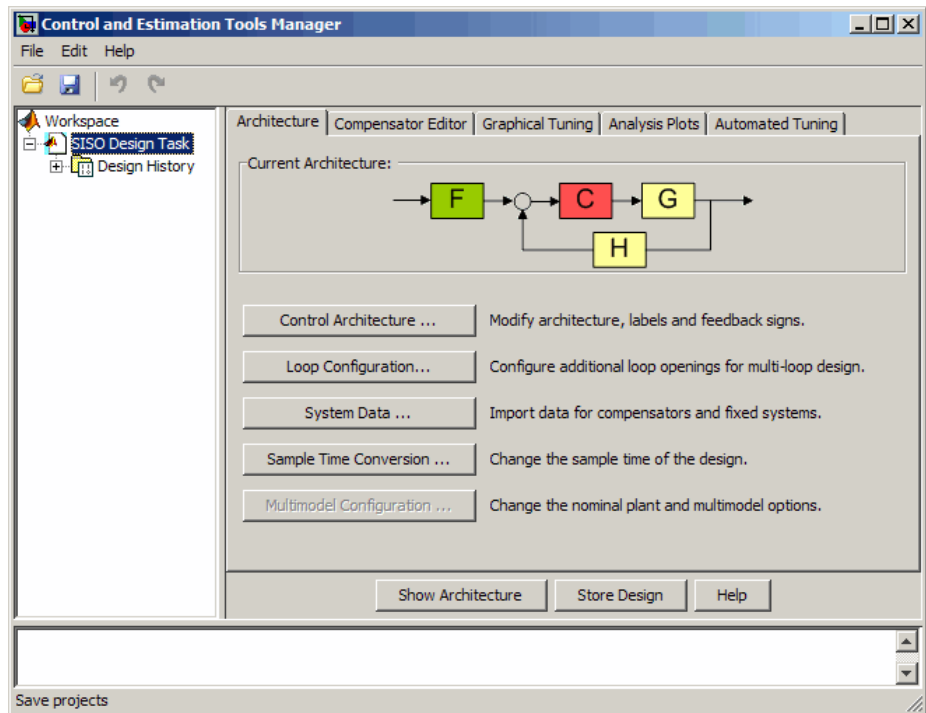 Control and Estimation Tools Manager
File Edit Help
Workspace
SISO Design Task
Design History
Architecture Compensator Editor Graphical Tuning Analysis Plots Automated Tuning
Current Architecture:
F C G
H
Control Architecture ... Modify architecture, labels and feedback signs.
Loop Configuration... Configure additional loop openings for multi-loop design.
System Data ... Import data for compensators and fixed systems.
Sample Time Conversion ... Change the sample time of the design.
Multimodel Configuration ... Change the nominal plant and multimodel options.
Show Architecture Store Design Help
Save projects